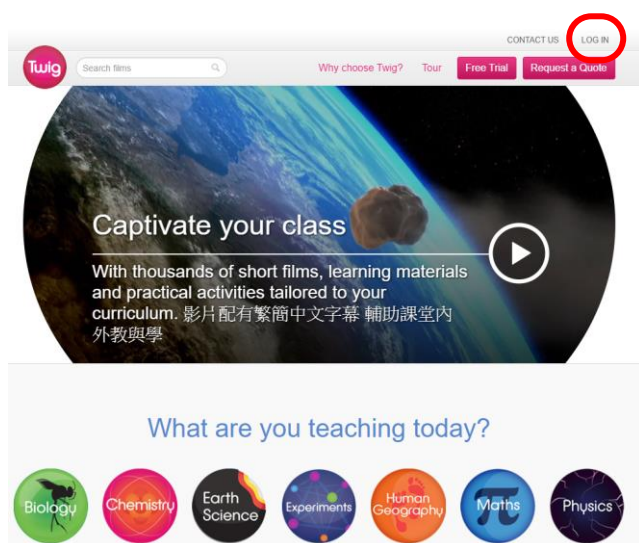 CONTACT US LOG IN
Twig Search films Why choose Twig? Tour Free Trial Request a Quote
Captivate your class
With thousands of short films, learning materials
and practical activities tailored to your
curriculum. 影片配有繁簡中文字幕 輔助課堂內
外教與學
What are you teaching today?
Biology Chemistry Earth Science Experiments Human Geography Maths Physics